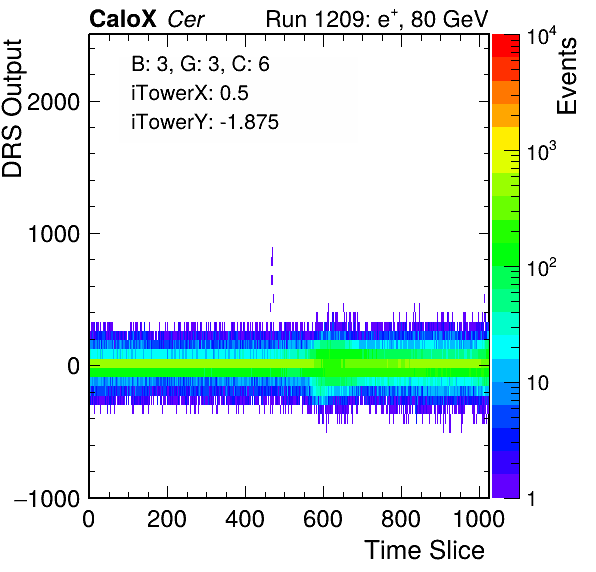 CaloX Cer Run 1209: e⁺, 80 GeV
B: 3, G: 3, C: 6
iTowerX: 0.5
iTowerY: -1.875
DRS Output
2000
1000
0
−1000
0 200 400 600 800 1000
Time Slice
Events
10⁴
10³
10²
10
1